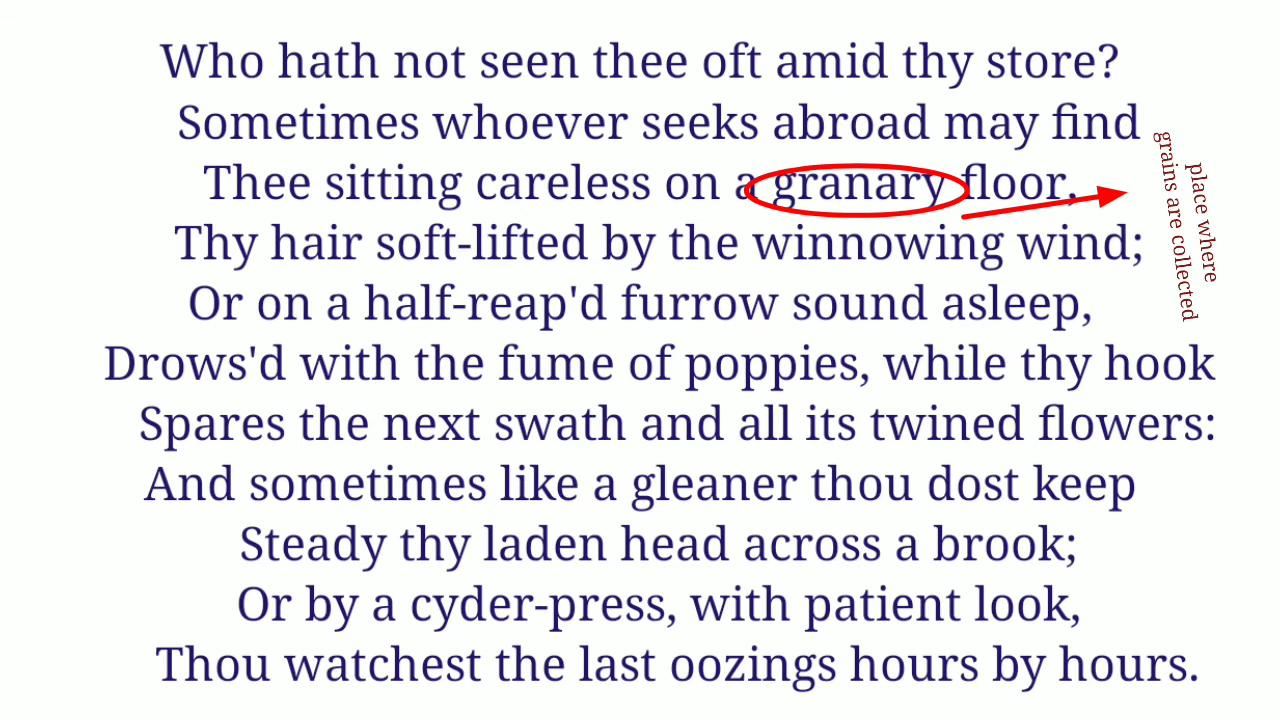 Who hath not seen thee oft amid thy store?
Sometimes whoever seeks abroad may find
Thee sitting careless on a granary floor,
Thy hair soft-lifted by the winnowing wind;
Or on a half-reap'd furrow sound asleep,
Drows'd with the fume of poppies, while thy hook
Spares the next swath and all its twined flowers:
And sometimes like a gleaner thou dost keep
Steady thy laden head across a brook;
Or by a cyder-press, with patient look,
Thou watchest the last oozings hours by hours.
place where
grains are collected